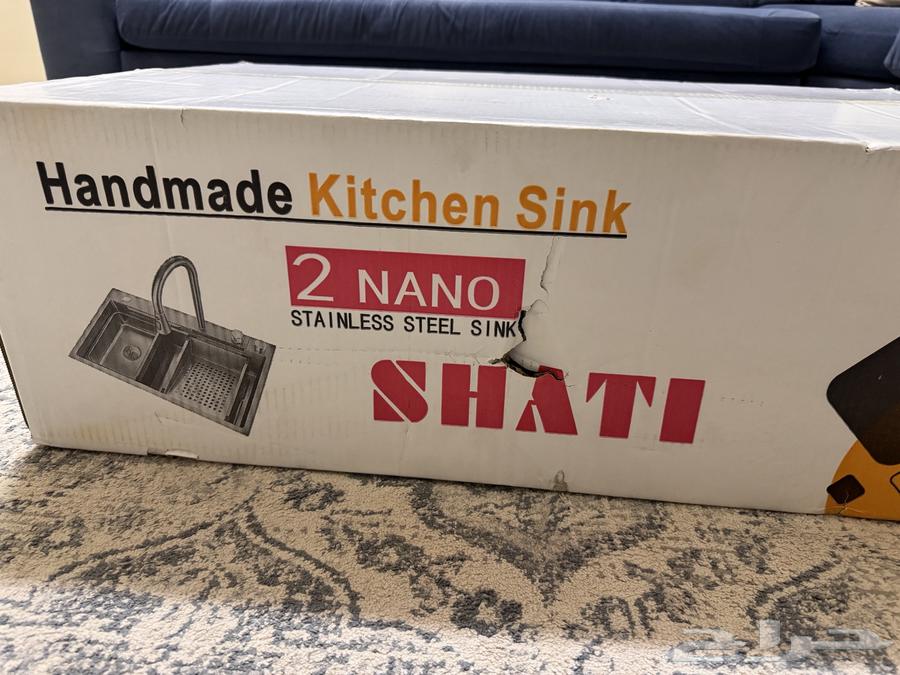 Handmade Kitchen Sink
2 NANO
STAINLESS STEEL SINK
SHATI
حراج